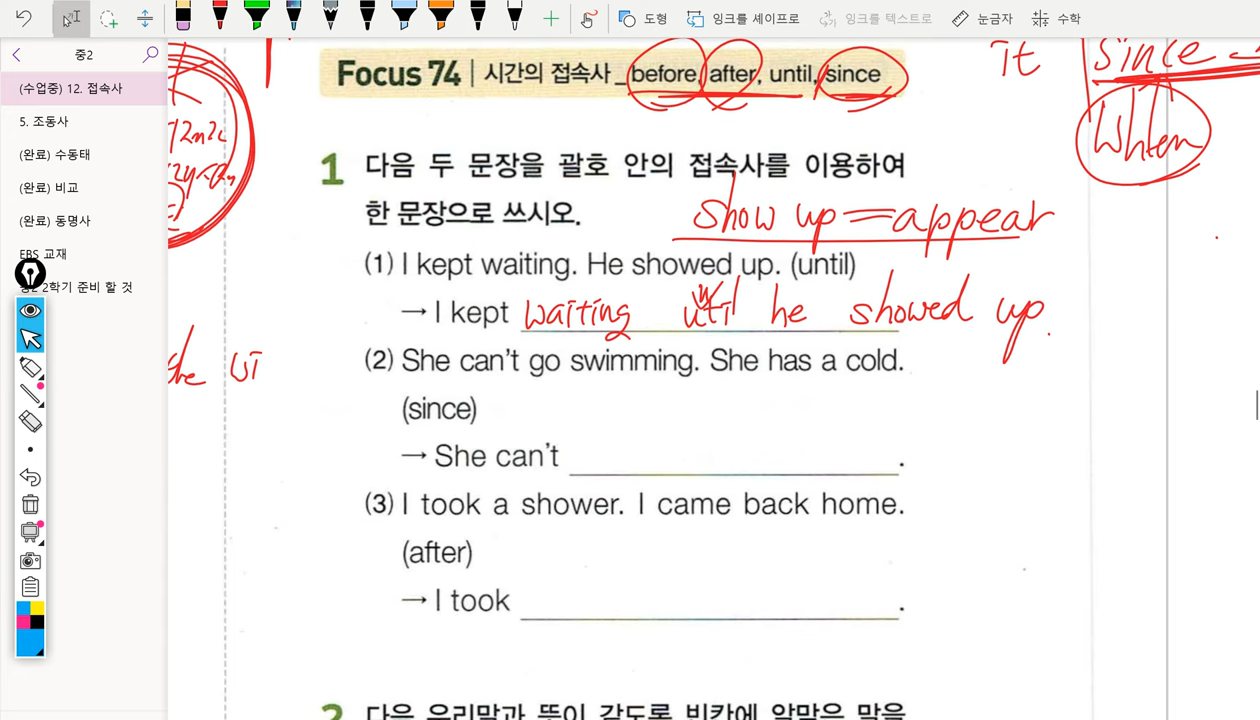 도형
잉크를 셰이프로
잉크를 텍스트로
눈금자
수학
중2
(수업중) 12. 접속사
5. 조동사
(완료) 수동태
(완료) 비교
(완료) 동명사
EBS 교재
2학기 준비 할 것
Focus 74 | 시간의 접속사 _ before, after, until, since
it
since
When
1 다음 두 문장을 괄호 안의 접속사를 이용하여
한 문장으로 쓰시오.
show up = appear
(1) I kept waiting. He showed up. (until)
→ I kept waiting until he showed up.
(2) She can't go swimming. She has a cold.
(since)
→ She can't .
(3) I took a shower. I came back home.
(after)
→ I took .
2 다음 우리말과 뜻이 같도록 빈칸에 알맞은 말을